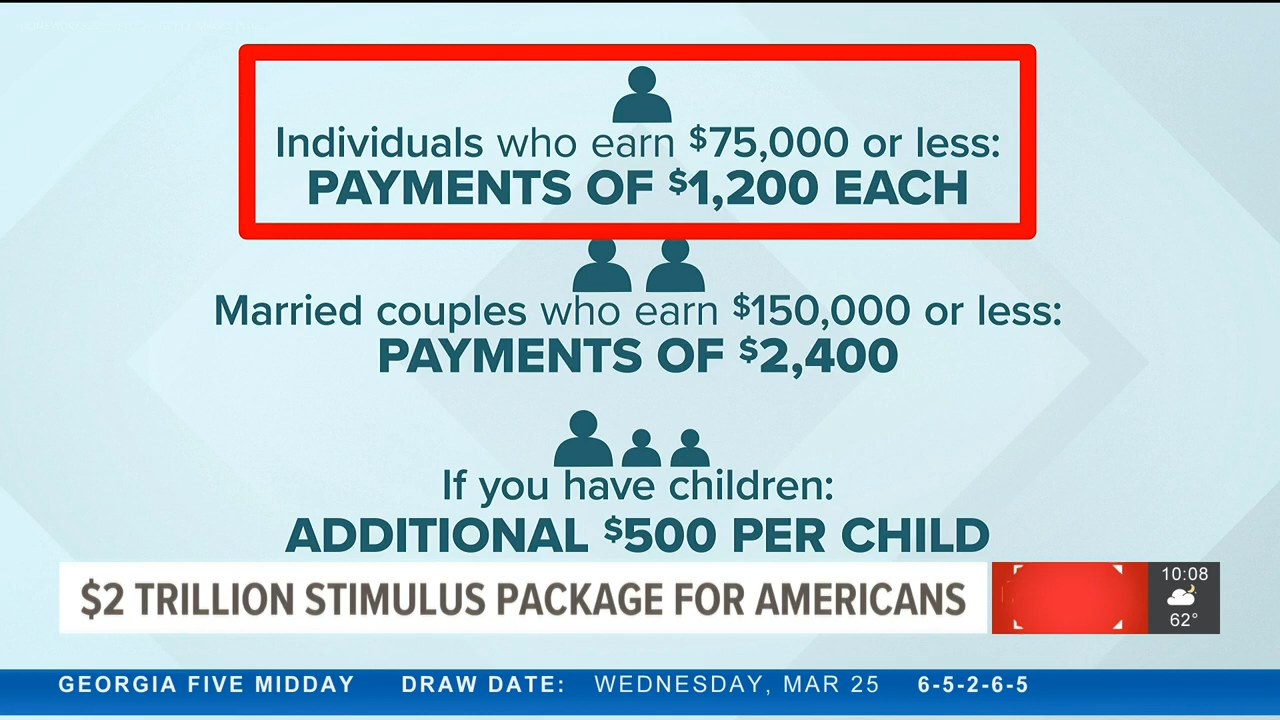 Individuals who earn $75,000 or less:
PAYMENTS OF $1,200 EACH
Married couples who earn $150,000 or less:
PAYMENTS OF $2,400
If you have children:
ADDITIONAL $500 PER CHILD
$2 TRILLION STIMULUS PACKAGE FOR AMERICANS
10:08
62°
GEORGIA FIVE MIDDAY DRAW DATE: WEDNESDAY, MAR 25 6-5-2-6-5